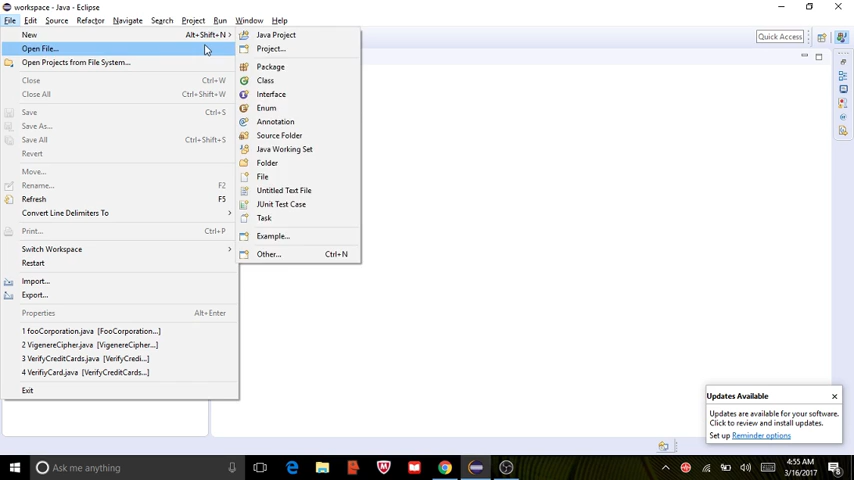 workspace - Java - Eclipse
File Edit Source Refactor Navigate Search Project Run Window Help
Quick Access
New Alt+Shift+N
Open File...
Open Projects from File System...
Close Ctrl+W
Close All Ctrl+Shift+W
Save Ctrl+S
Save As...
Save All Ctrl+Shift+S
Revert
Move...
Rename... F2
Refresh F5
Convert Line Delimiters To
Print... Ctrl+P
Switch Workspace
Restart
Import...
Export...
Properties Alt+Enter
1 fooCorporation.java [FooCorporation...]
2 VigenereCipher.java [VigenereCipher...]
3 VerifyCreditCards.java [VerifyCredi...]
4 VerifiyCard.java [VerifyCreditCards...]
Exit
Java Project
Project...
Package
Class
Interface
Enum
Annotation
Source Folder
Java Working Set
Folder
File
Untitled Text File
JUnit Test Case
Task
Example...
Other... Ctrl+N
Updates Available
Updates are available for your software.
Click to review and install updates.
Set up Reminder options
Ask me anything
4:55 AM
3/16/2017
8